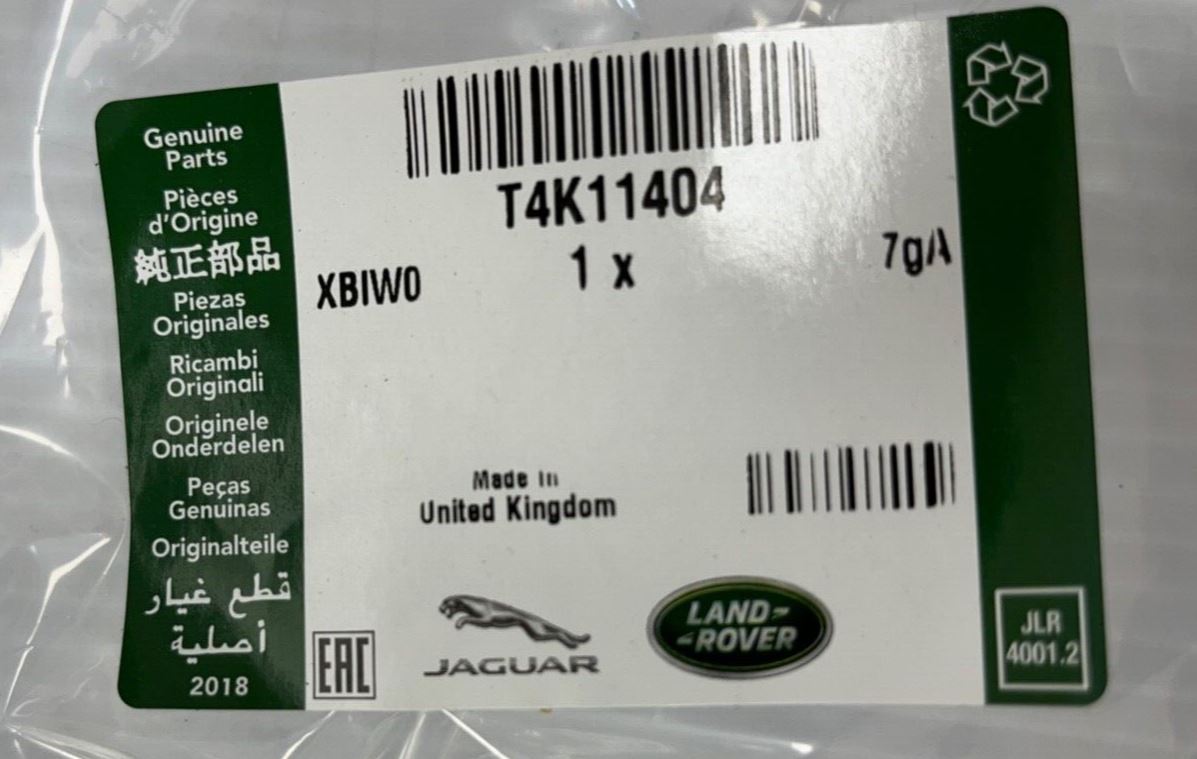 Genuine
Parts
Pièces
d'Origine
純正部品
Piezas
Originales
Ricambi
Originali
Originele
Onderdelen
Peças
Genuinas
Originalteile
قطع غيار
أصلية
2018
T4K11404
1 x
7gA
XBIW0
Made in
United Kingdom
EAC
JAGUAR
LAND-
-ROVER
JLR
4001.2